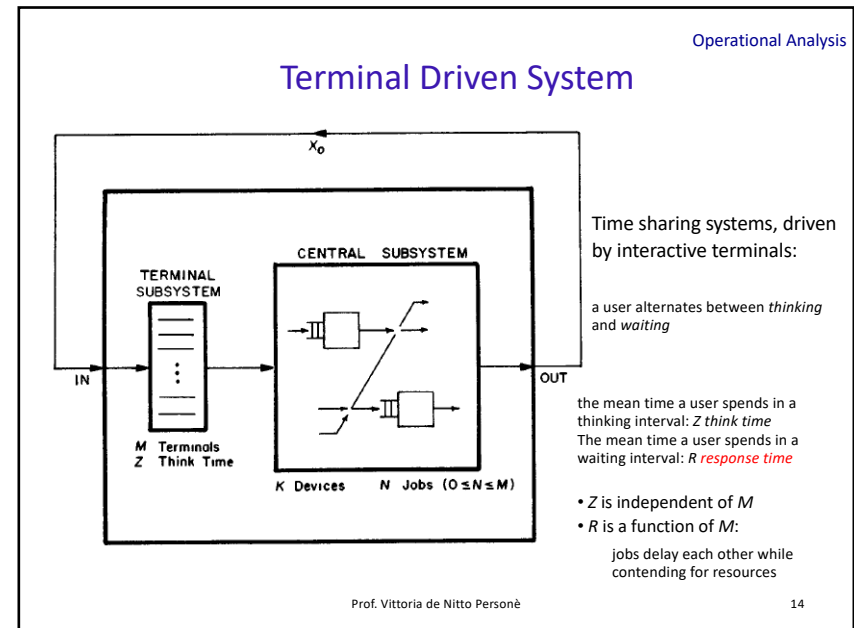 Operational Analysis
Terminal Driven System
X₀
TERMINAL
SUBSYSTEM
CENTRAL SUBSYSTEM
IN
OUT
M Terminals
Z Think Time
K Devices N Jobs (0≤N≤M)
Time sharing systems, driven
by interactive terminals:
a user alternates between thinking
and waiting
the mean time a user spends in a
thinking interval: Z think time
The mean time a user spends in a
waiting interval: R response time
• Z is independent of M
• R is a function of M:
jobs delay each other while
contending for resources
Prof. Vittoria de Nitto Personè
14